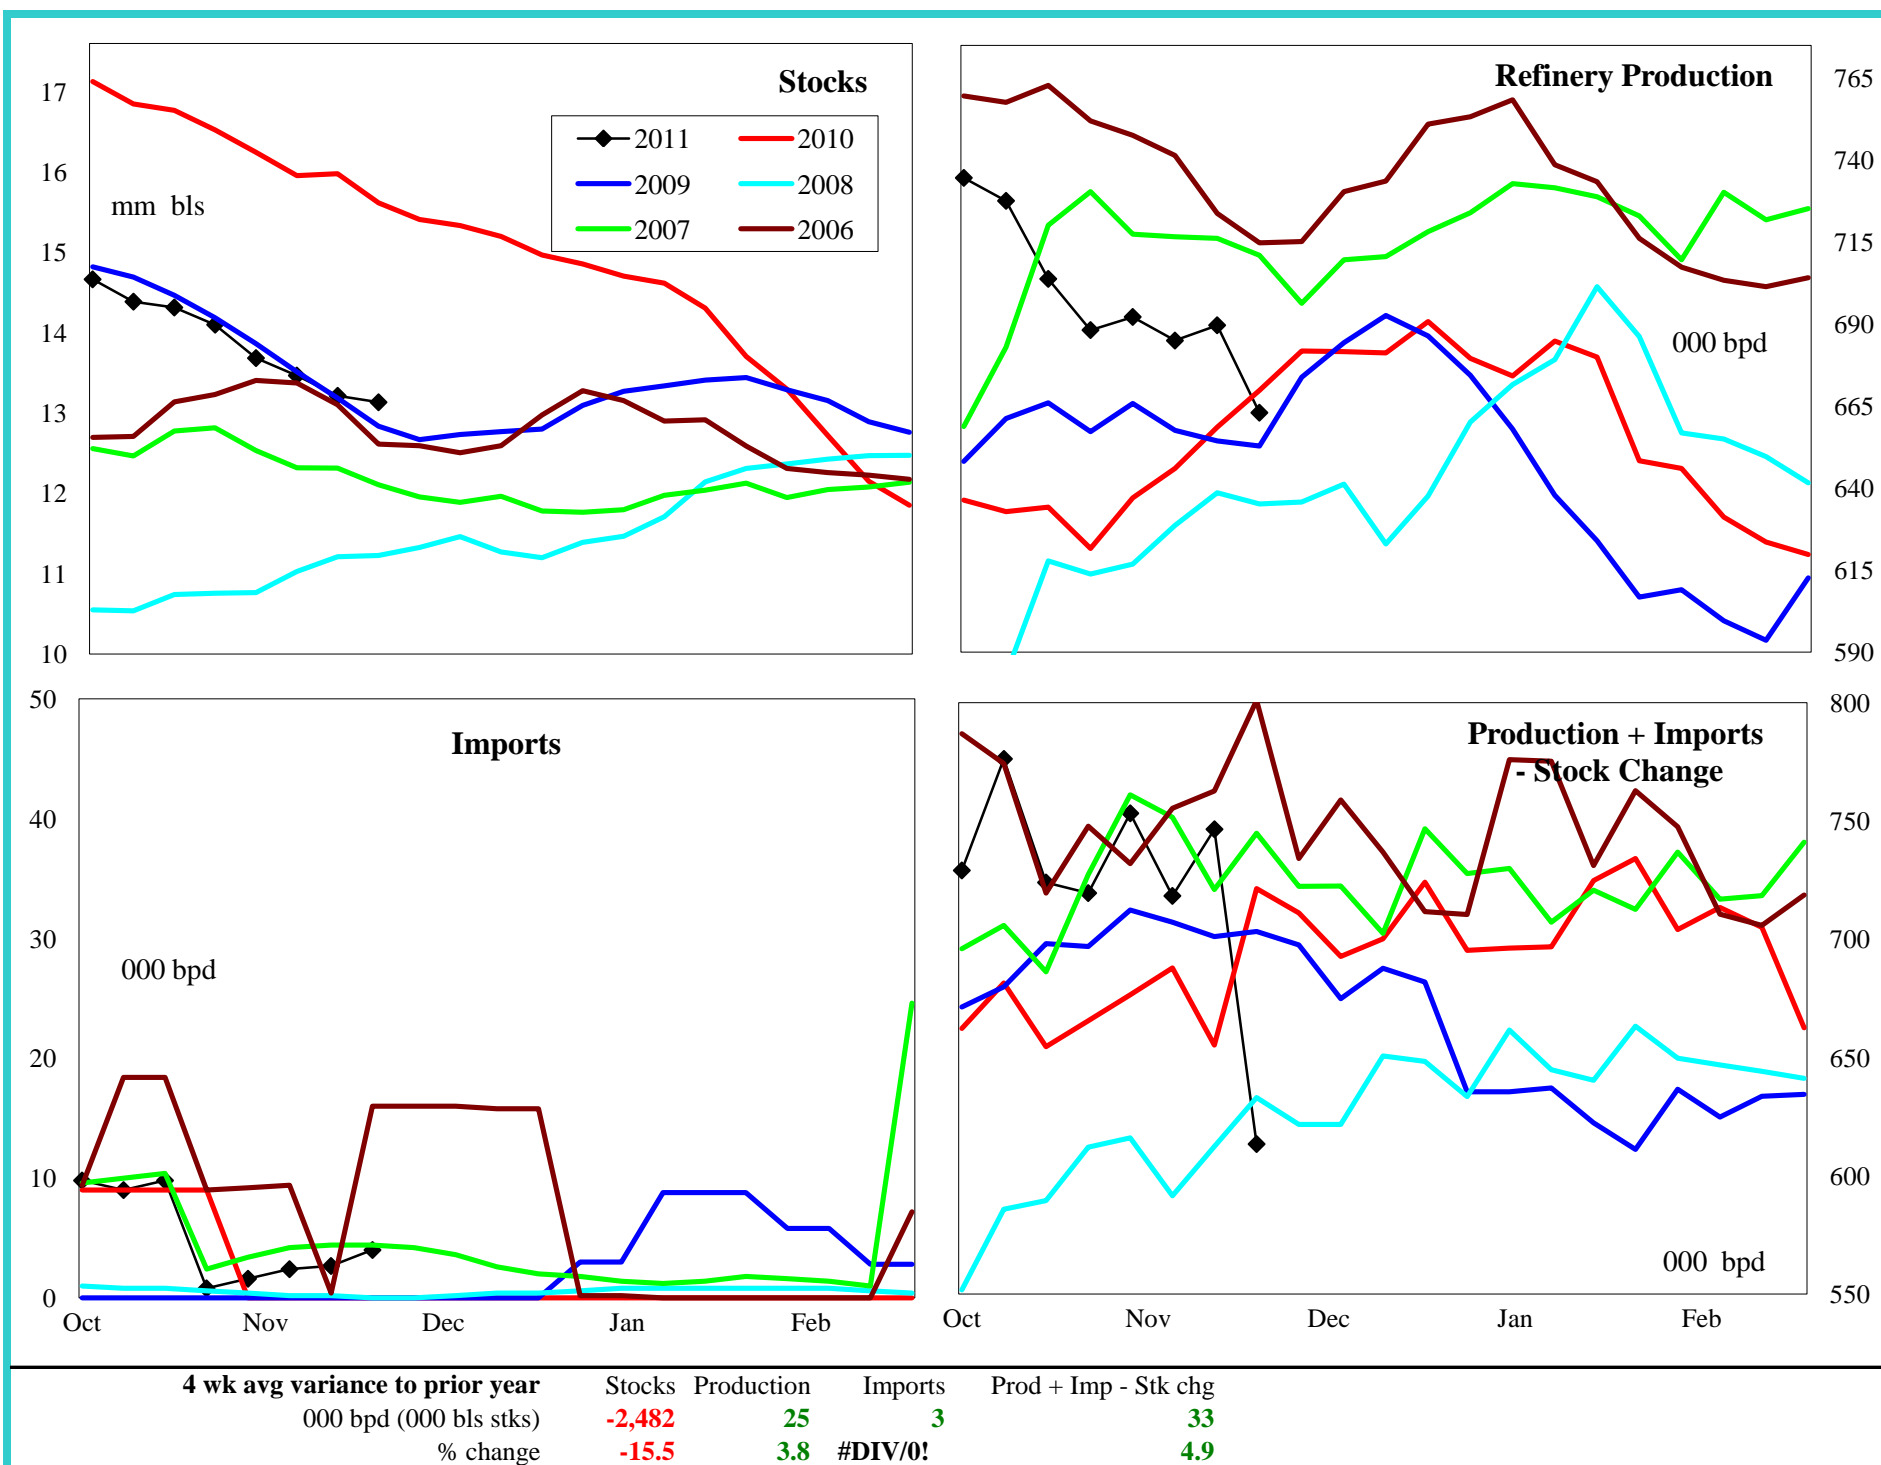 Stocks
17
16
15
14
13
12
11
10
mm bls
2011
2010
2009
2008
2007
2006
Refinery Production
765
740
715
690
665
640
615
590
000 bpd
Imports
50
40
30
20
10
0
000 bpd
Oct Nov Dec Jan Feb
Production + Imports
- Stock Change
800
750
700
650
600
550
000 bpd
Oct Nov Dec Jan Feb
4 wk avg variance to prior year Stocks Production Imports Prod + Imp - Stk chg
000 bpd (000 bls stks) -2,482 25 3 33
% change -15.5 3.8 #DIV/0! 4.9